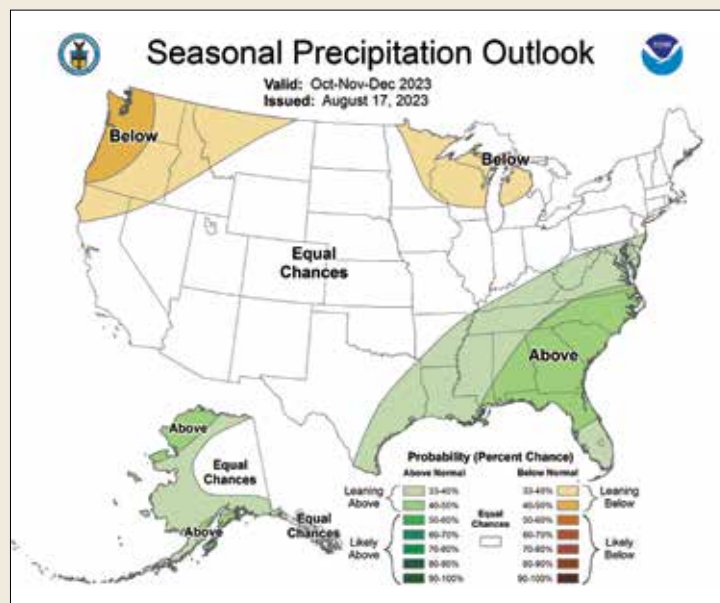 Seasonal Precipitation Outlook
Valid: Oct-Nov-Dec 2023
Issued: August 17, 2023
Below
Below
Equal
Chances
Above
Above
Equal
Chances
Above
Equal
Chances
Probability (Percent Chance)
Above Normal
Below Normal
Leaning
Above
33-40%
40-50%
Likely
Above
50-60%
60-70%
70-80%
80-90%
90-100%
Equal
Chances
33-40%
40-50%
Leaning
Below
50-60%
60-70%
70-80%
80-90%
90-100%
Likely
Below